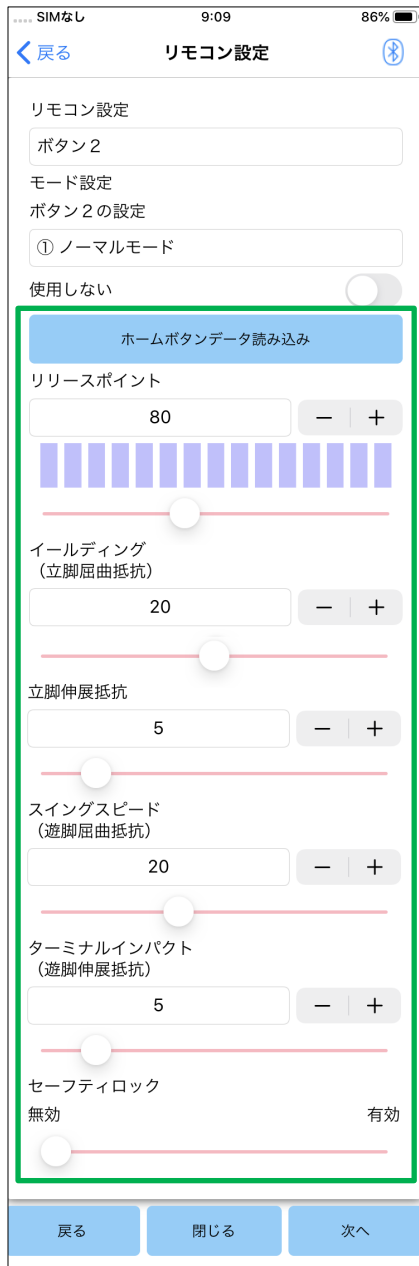 SIMなし 9:09 86%
戻る リモコン設定
リモコン設定
ボタン２
モード設定
ボタン２の設定
① ノーマルモード
使用しない
ホームボタンデータ読み込み
リリースポイント
80 − +
イールディング
（立脚屈曲抵抗）
20 − +
立脚伸展抵抗
5 − +
スイングスピード
（遊脚屈曲抵抗）
20 − +
ターミナルインパクト
（遊脚伸展抵抗）
5 − +
セーフティロック
無効 有効
戻る 閉じる 次へ